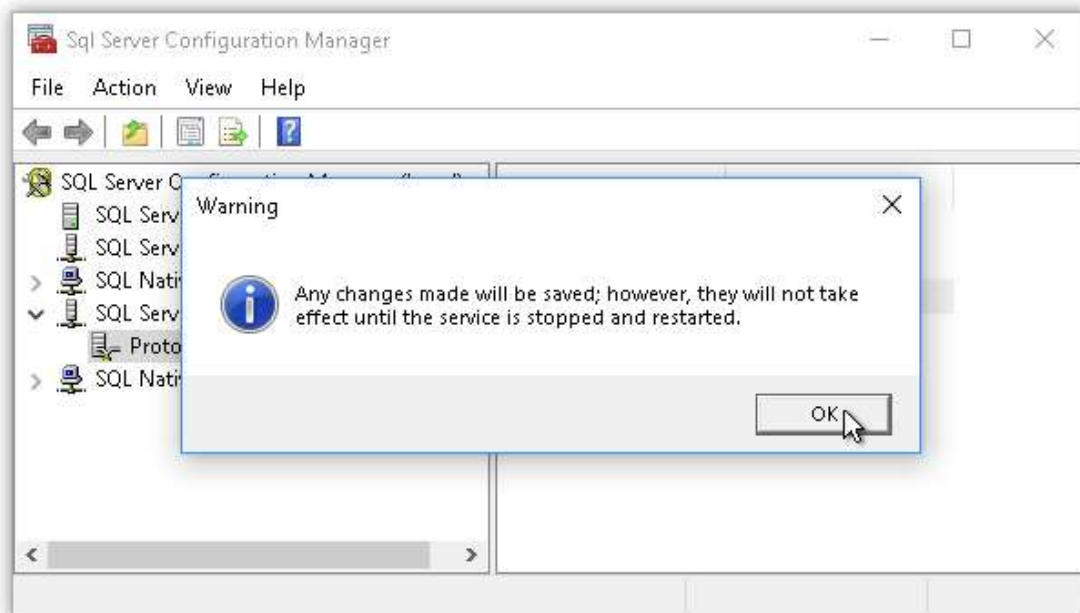 Sql Server Configuration Manager
File Action View Help
SQL Server C
Warning
SQL Serv
SQL Serv
SQL Nati
Any changes made will be saved; however, they will not take
effect until the service is stopped and restarted.
SQL Serv
Proto
SQL Nati
OK